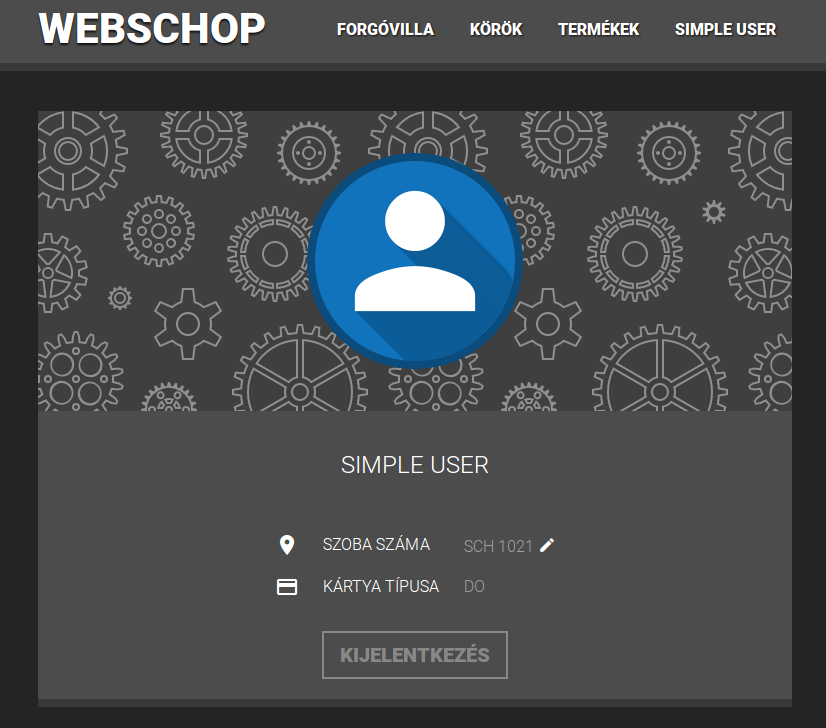 WEBSCHOP
FORGÓVILLA KÖRÖK TERMÉKEK SIMPLE USER
SIMPLE USER
SZOBA SZÁMA SCH 1021
KÁRTYA TÍPUSA DO
KIJELENTKEZÉS